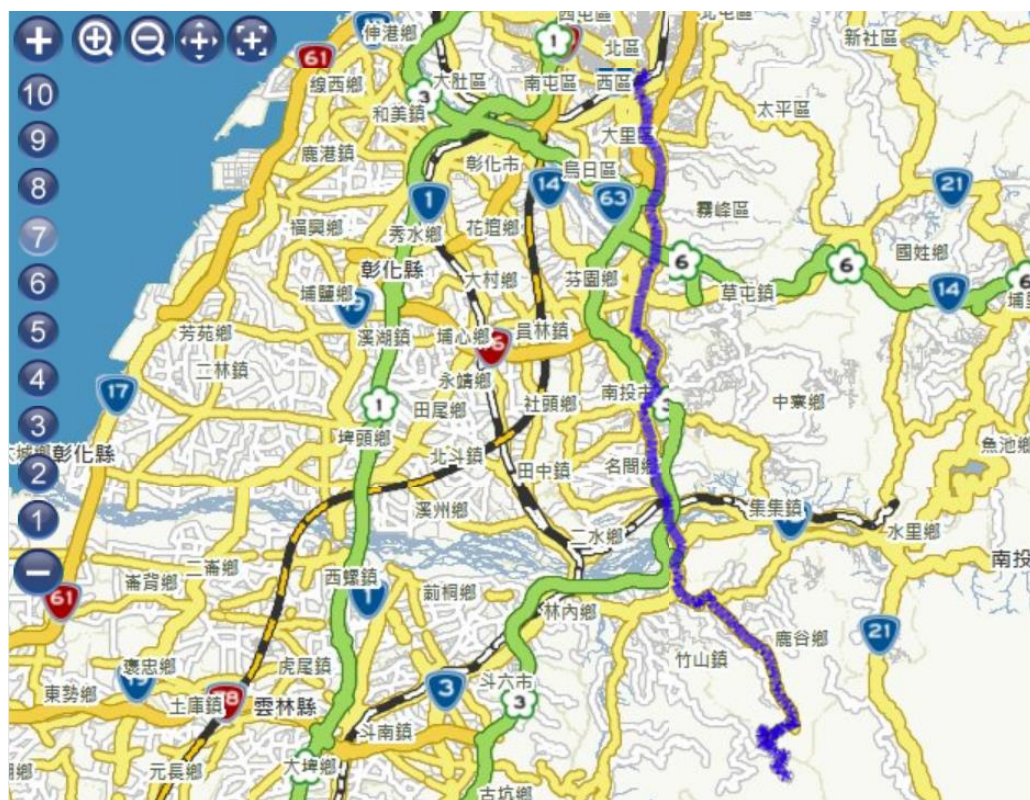 伸港鄉
西屯區
北屯區
新社區
1
北區
61
線西鄉
大肚區
南屯區
西區
10
3
和美鎮
太平區
大里區
9
鹿港鎮
彰化市
烏日區
8
1
14
63
21
霧峰區
福興鄉
秀水鄉
花壇鄉
7
國姓鄉
彰化縣
6
6
大村鄉
芬園鄉
6
埔鹽鄉
草屯鎮
14
芳苑鄉
溪湖鎮
埔心鄉
員林鎮
5
二林鎮
永靖鄉
4
17
1
田尾鄉
社頭鄉
南投市
中寮鄉
3
埤頭鄉
魚池鄉
彰化縣
北斗鎮
田中鎮
名間鄉
2
溪州鄉
集集鎮
1
二水鄉
水里鄉
南投
二崙鄉
西螺鎮
崙背鄉
莿桐鄉
61
1
林內鄉
21
鹿谷鄉
竹山鎮
褒忠鄉
虎尾鎮
東勢鄉
3
斗六市
土庫鎮
雲林縣
3
斗南鎮
元長鄉
大埤鄉
古坑鄉